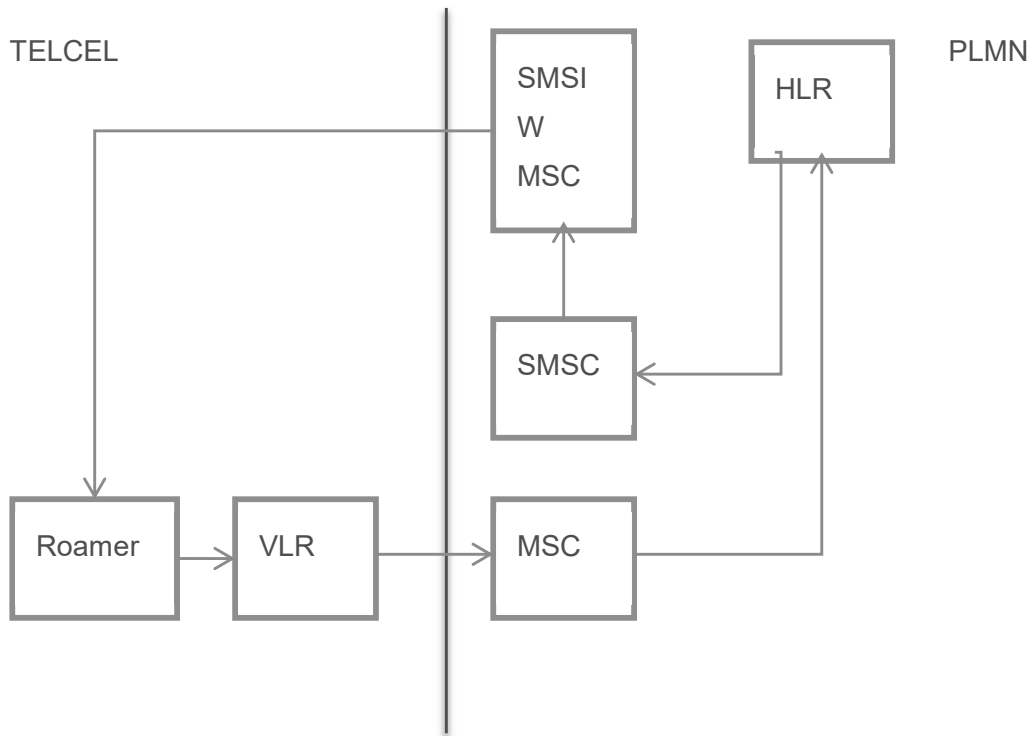 TELCEL
PLMN
SMSI
W
MSC
HLR
SMSC
Roamer
VLR
MSC